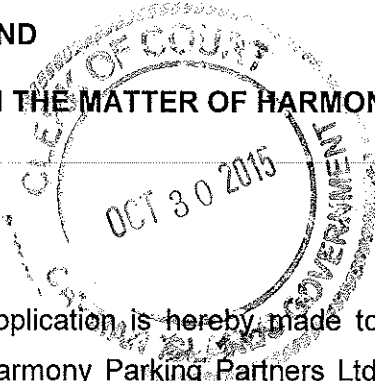 ND
CLERK OF COURT
THE MATTER OF HARMON
OCT 30 2015
GOVERNMENT
pplication is hereby made to
armony Parking Partners Ltd